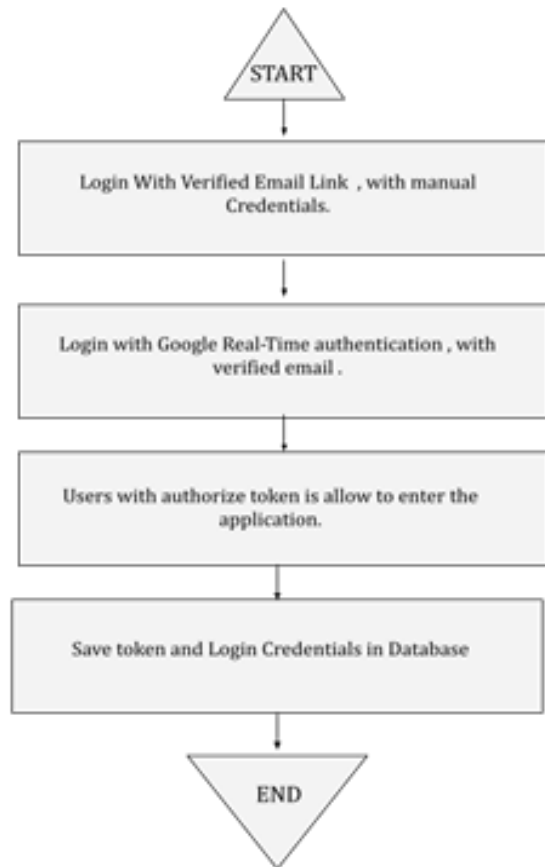 START
Login With Verified Email Link , with manual
Credentials.
Login with Google Real-Time authentication , with
verified email .
Users with authorize token is allow to enter the
application.
Save token and Login Credentials in Database
END